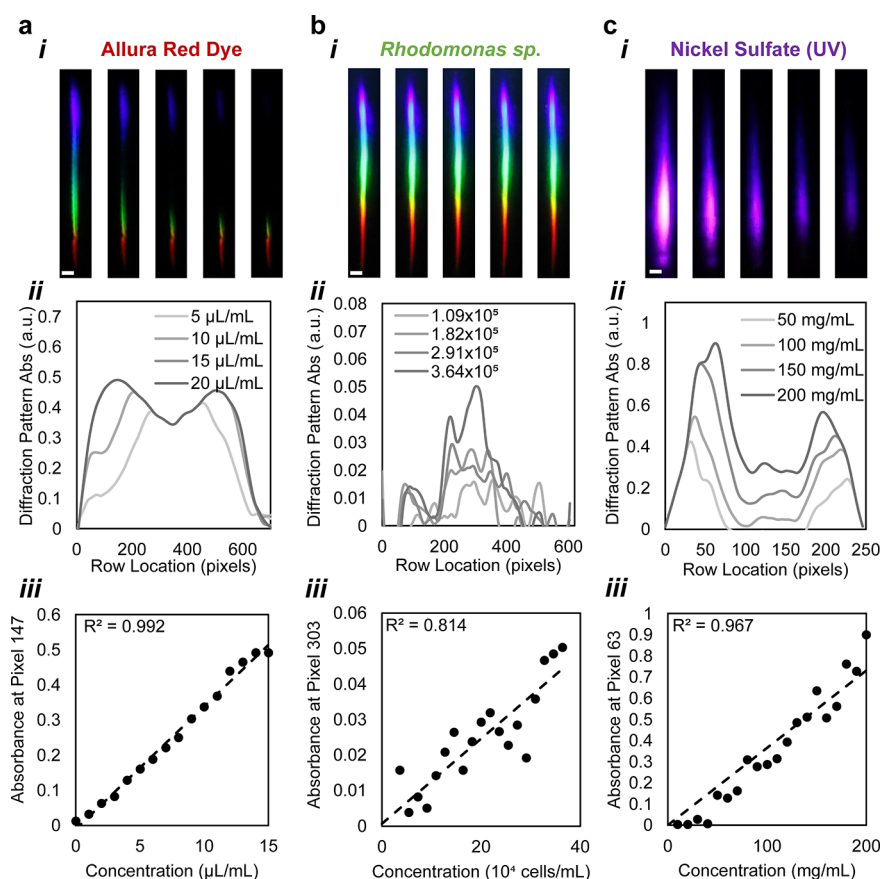 a
b
c
i
Allura Red Dye
i
Rhodomonas sp.
i
Nickel Sulfate (UV)
ii
Diffraction Pattern Abs (a.u.)
0.7
0.6
0.5
0.4
0.3
0.2
0.1
0
5 µL/mL
10 µL/mL
15 µL/mL
20 µL/mL
0 200 400 600
Row Location (pixels)
ii
Diffraction Pattern Abs (a.u.)
0.08
0.07
0.06
0.05
0.04
0.03
0.02
0.01
0
1.09x10⁵
1.82x10⁵
2.91x10⁵
3.64x10⁵
0 200 400 600
Row Location (pixels)
ii
Diffraction Pattern Abs (a.u.)
1
0.8
0.6
0.4
0.2
0
50 mg/mL
100 mg/mL
150 mg/mL
200 mg/mL
0 50 100 150 200 250
Row Location (pixels)
iii
Absorbance at Pixel 147
0.6
0.5
0.4
0.3
0.2
0.1
0
R² = 0.992
0 5 10 15
Concentration (µL/mL)
iii
Absorbance at Pixel 303
0.06
0.05
0.04
0.03
0.02
0.01
0
R² = 0.814
0 20 40
Concentration (10⁴ cells/mL)
iii
Absorbance at Pixel 63
1
0.9
0.8
0.7
0.6
0.5
0.4
0.3
0.2
0.1
0
R² = 0.967
0 100 200
Concentration (mg/mL)